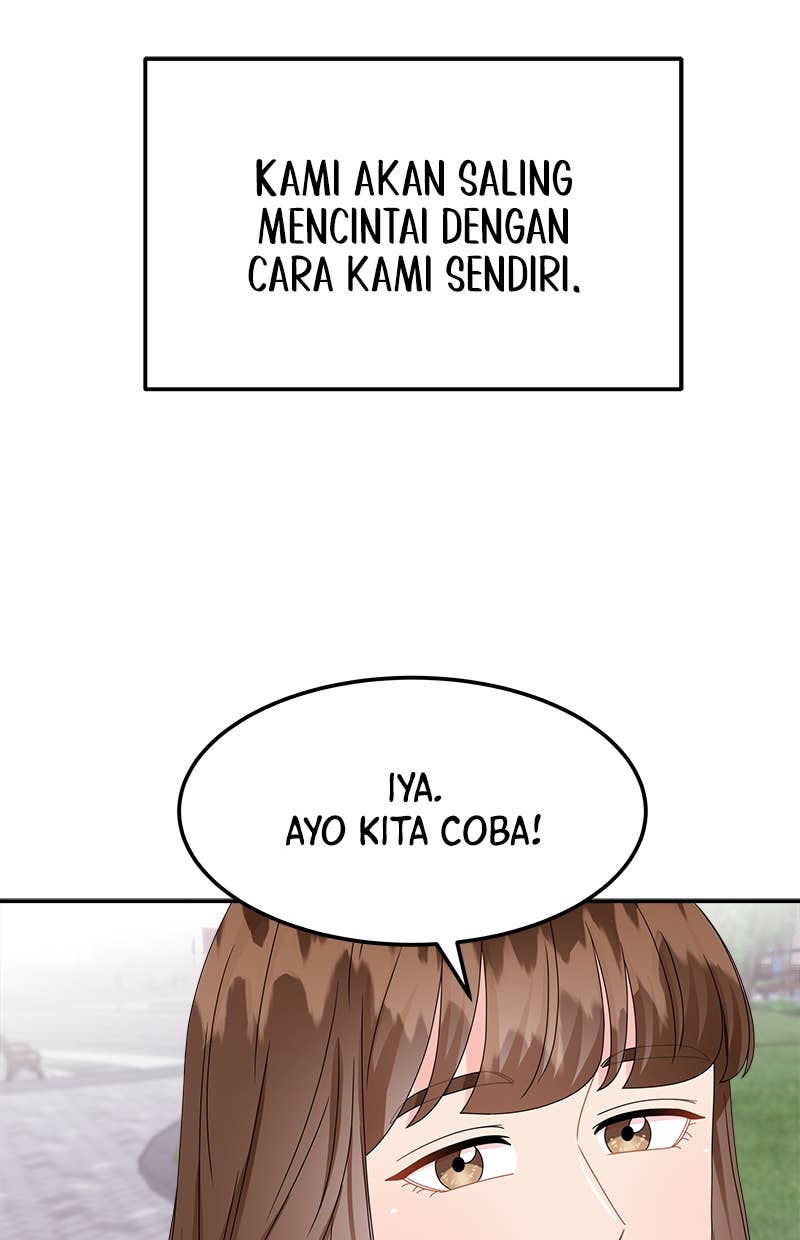 KAMI AKAN SALING
MENCINTAI DENGAN
CARA KAMI SENDIRI.
IYA.
AYO KITA COBA!